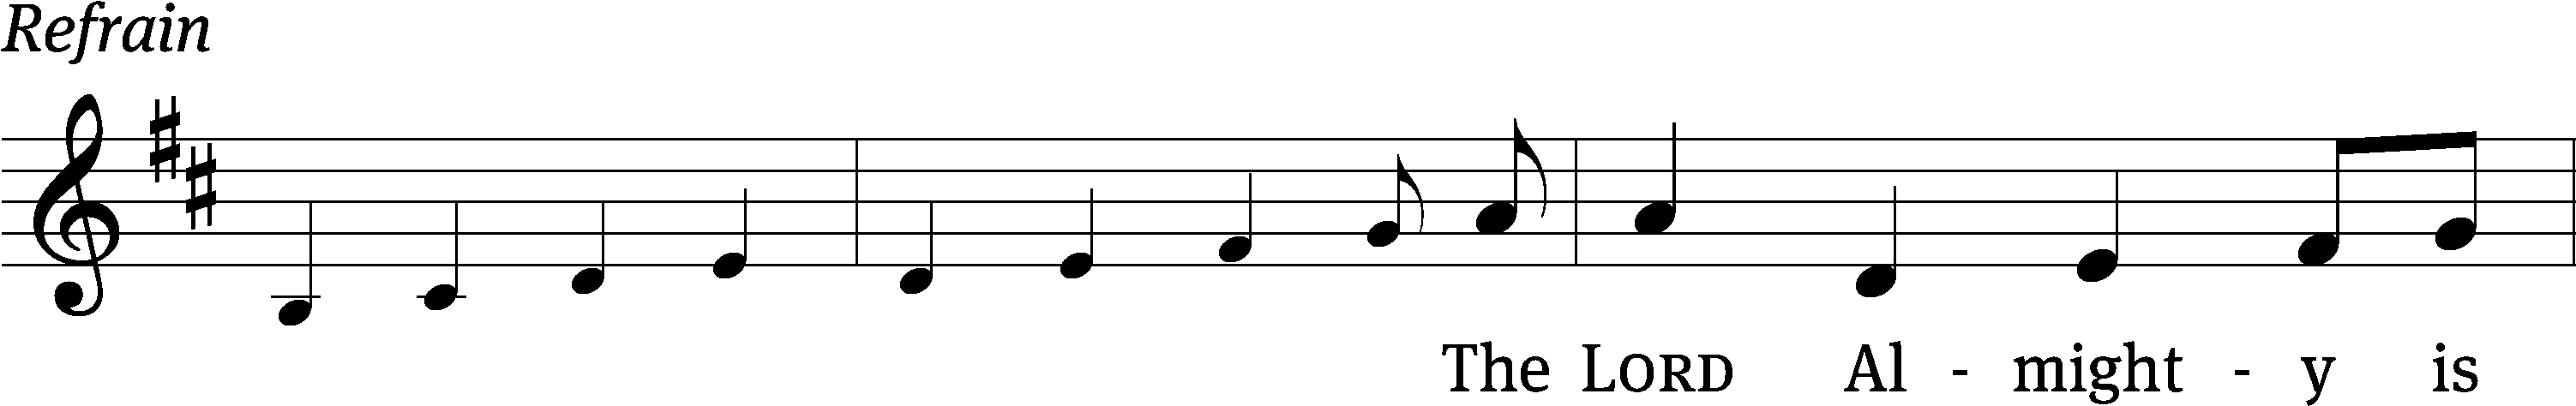 Refrain
The LORD Al - might - y is